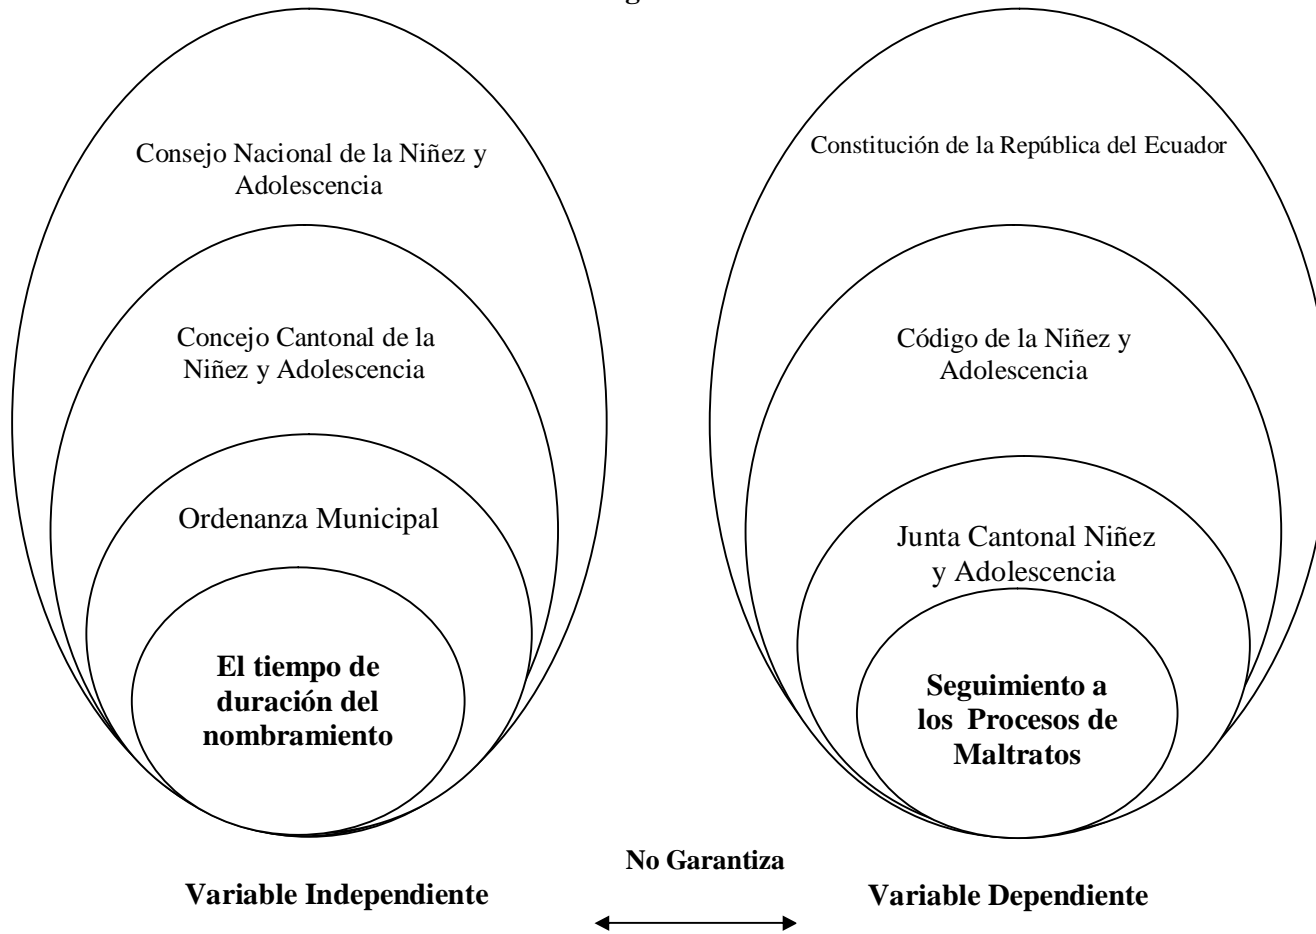 Consejo Nacional de la Niñez y
Adolescencia
Concejo Cantonal de la
Niñez y Adolescencia
Ordenanza Municipal
El tiempo de
duración del
nombramiento
Variable Independiente
Constitución de la República del Ecuador
Código de la Niñez y
Adolescencia
Junta Cantonal Niñez
y Adolescencia
Seguimiento a
los Procesos de
Maltratos
No Garantiza
Variable Dependiente